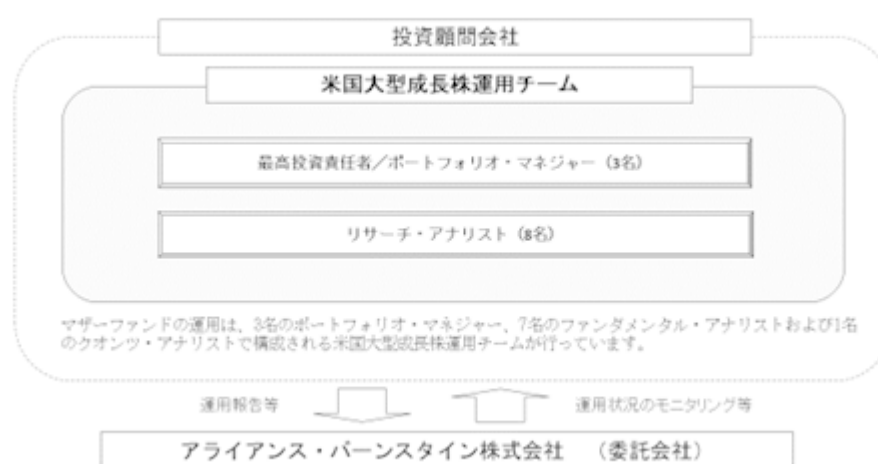 投資顧問会社
米国大型成長株運用チーム
最高投資責任者／ポートフォリオ・マネジャー（3名）
リサーチ・アナリスト（8名）
マザーファンドの運用は、3名のポートフォリオ・マネジャー、7名のファンダメンタル・アナリストおよび1名
のクオンツ・アナリストで構成される米国大型成長株運用チームが行っています。
運用報告等
運用状況のモニタリング等
アライアンス・バーンスタイン株式会社　（委託会社）